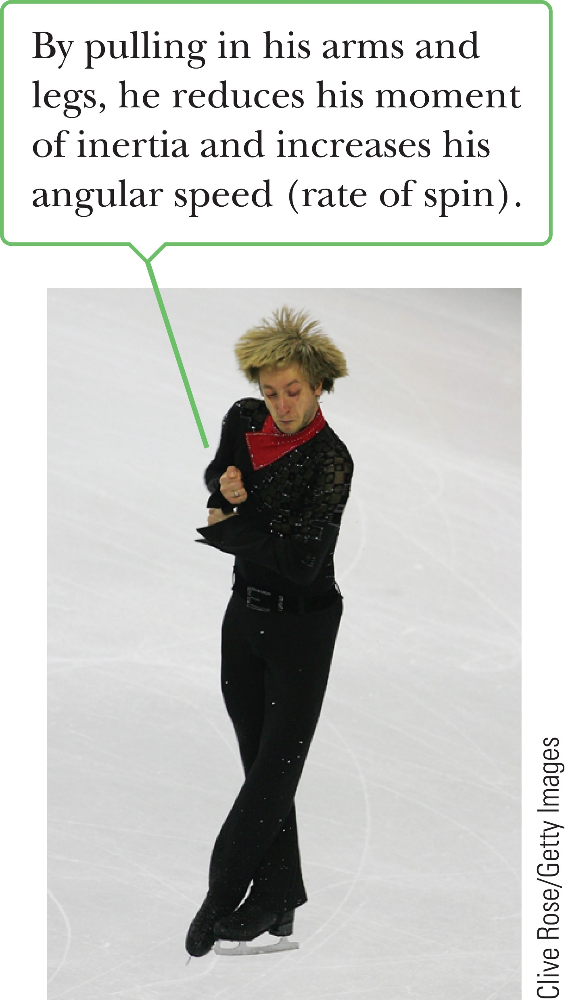 By pulling in his arms and
legs, he reduces his moment
of inertia and increases his
angular speed (rate of spin).
Clive Rose/Getty Images